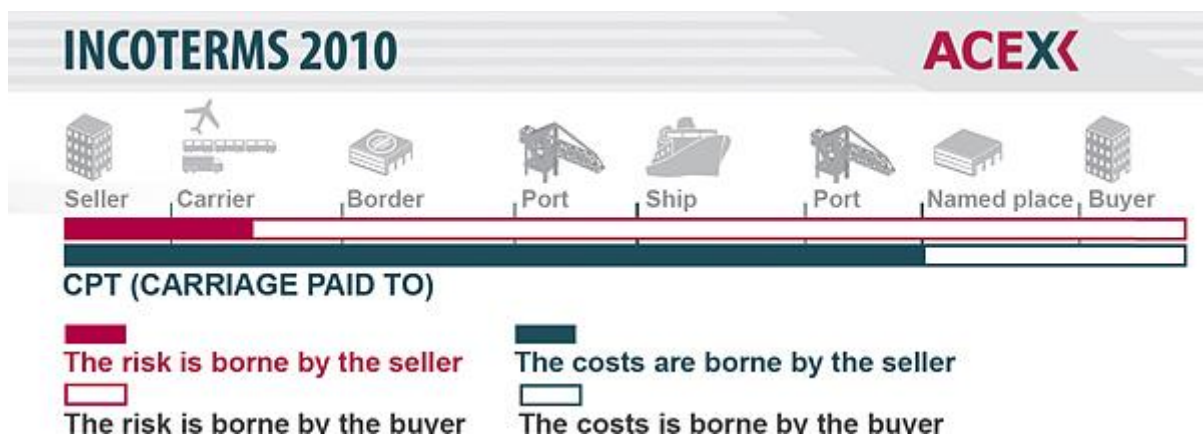 INCOTERMS 2010 ACEX
Seller Carrier Border Port Ship Port Named place Buyer
CPT (CARRIAGE PAID TO)
The risk is borne by the seller The costs are borne by the seller
The risk is borne by the buyer The costs is borne by the buyer